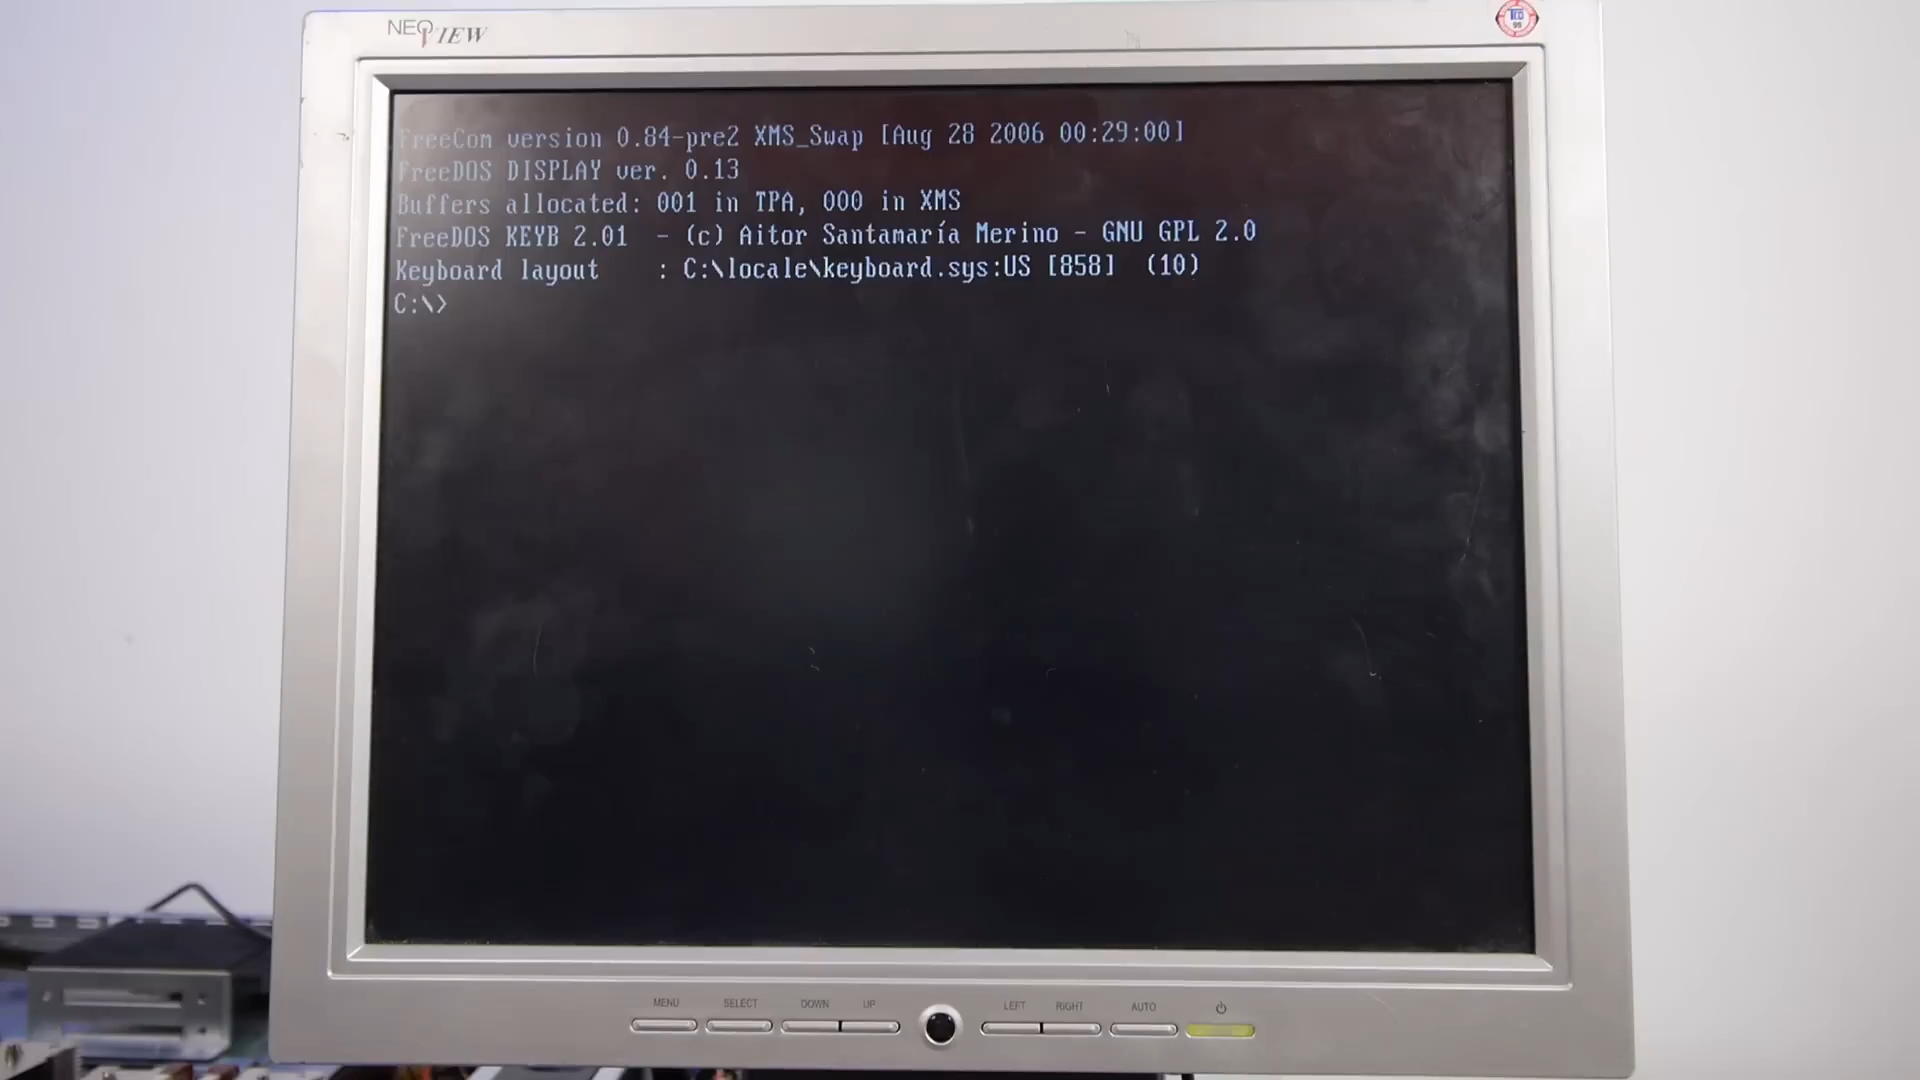 NEOVIEW
TCO 99
FreeCom version 0.84-pre2 XMS_Swap [Aug 28 2006 00:29:00]
FreeDOS DISPLAY ver. 0.13
Buffers allocated: 001 in TPA, 000 in XMS
FreeDOS KEYB 2.01 - (c) Aitor Santamaría Merino - GNU GPL 2.0
Keyboard layout : C:\locale\keyboard.sys:US [858] (10)
C:\>
MENU SELECT DOWN UP LEFT RIGHT AUTO